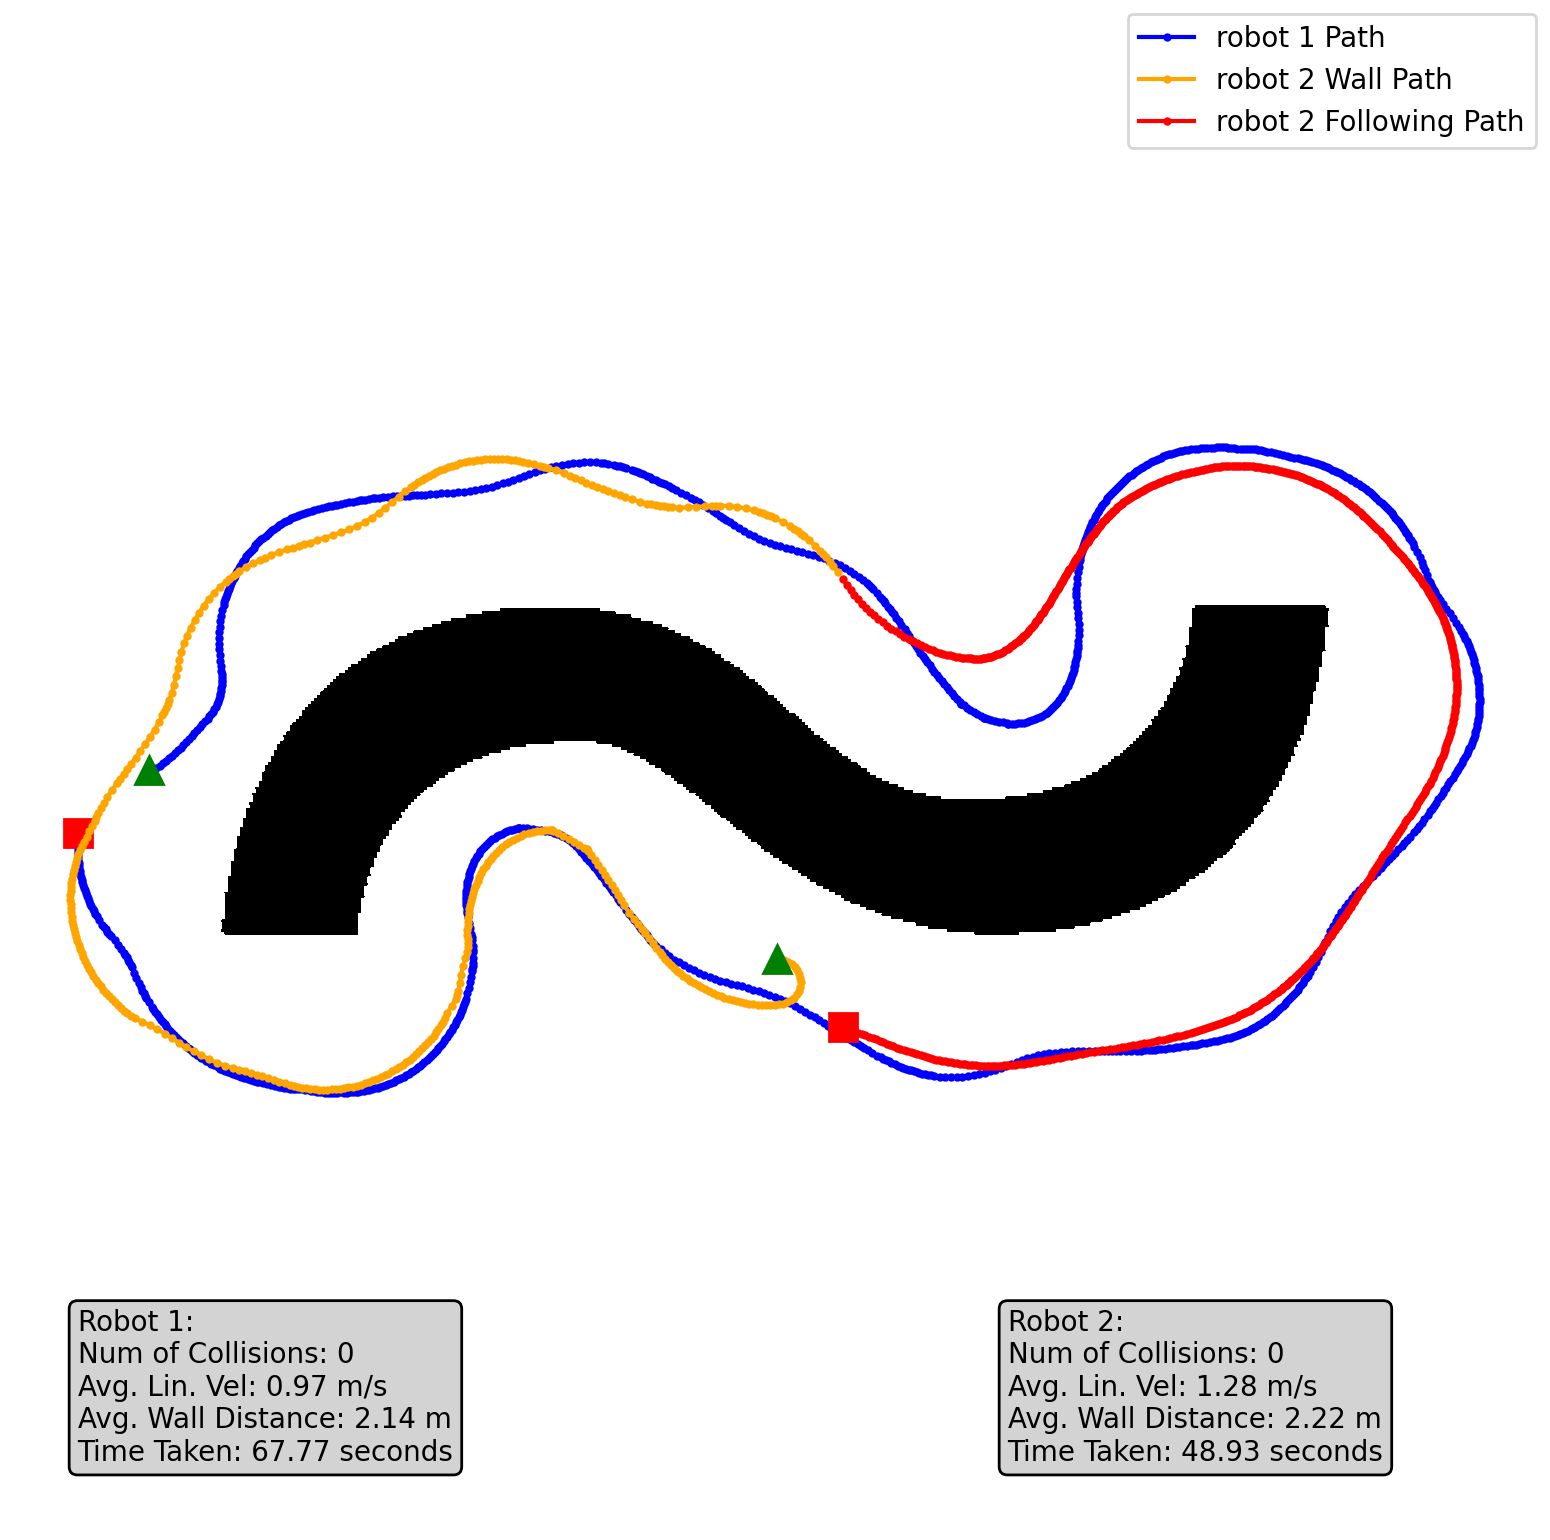 robot 1 Path
robot 2 Wall Path
robot 2 Following Path
Robot 1:
Num of Collisions: 0
Avg. Lin. Vel: 0.97 m/s
Avg. Wall Distance: 2.14 m
Time Taken: 67.77 seconds
Robot 2:
Num of Collisions: 0
Avg. Lin. Vel: 1.28 m/s
Avg. Wall Distance: 2.22 m
Time Taken: 48.93 seconds